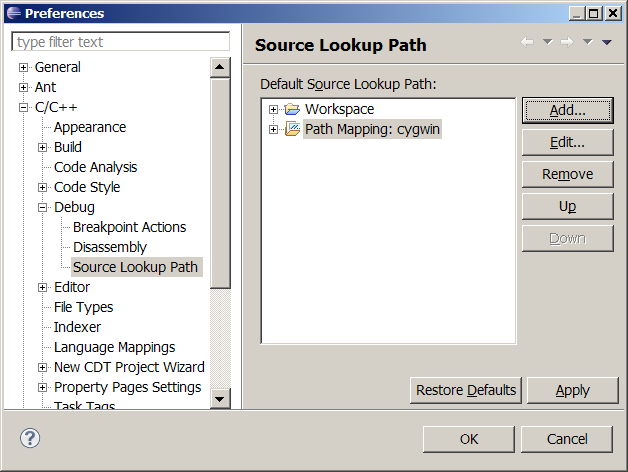 Preferences
type filter text
General
Ant
C/C++
Appearance
Build
Code Analysis
Code Style
Debug
Breakpoint Actions
Disassembly
Source Lookup Path
Editor
File Types
Indexer
Language Mappings
New CDT Project Wizard
Property Pages Settings
Task Tags
Source Lookup Path
Default Source Lookup Path:
Workspace
Path Mapping: cygwin
Add...
Edit...
Remove
Up
Down
Restore Defaults
Apply
?
OK
Cancel